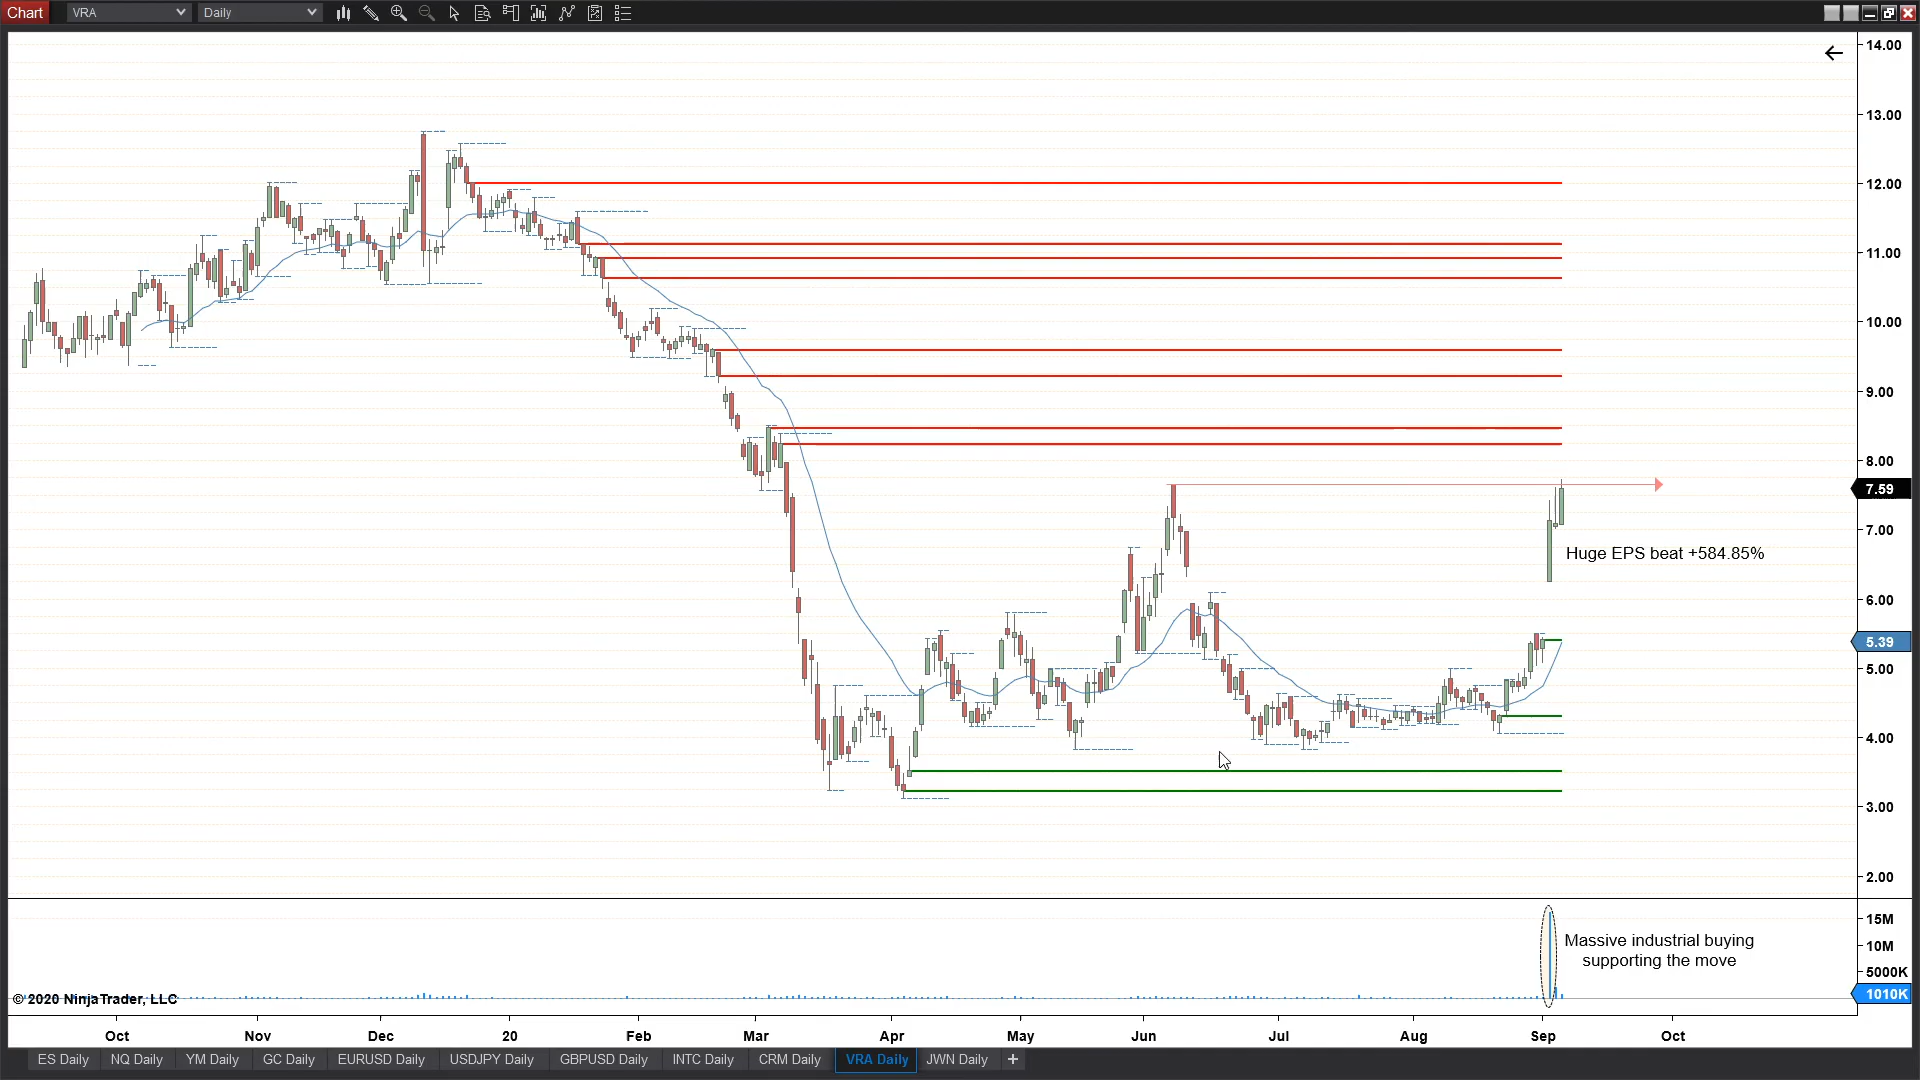 Chart VRA Daily
14.00
13.00
12.00
11.00
10.00
9.00
8.00
7.59
7.00
Huge EPS beat +584.85%
6.00
5.39
5.00
4.00
3.00
2.00
15M
Massive industrial buying
10M
supporting the move
5000K
1010K
© 2020 NinjaTrader, LLC
Oct Nov Dec 20 Feb Mar Apr May Jun Jul Aug Sep Oct
ES Daily NQ Daily YM Daily GC Daily EURUSD Daily USDJPY Daily GBPUSD Daily INTC Daily CRM Daily VRA Daily JWN Daily +